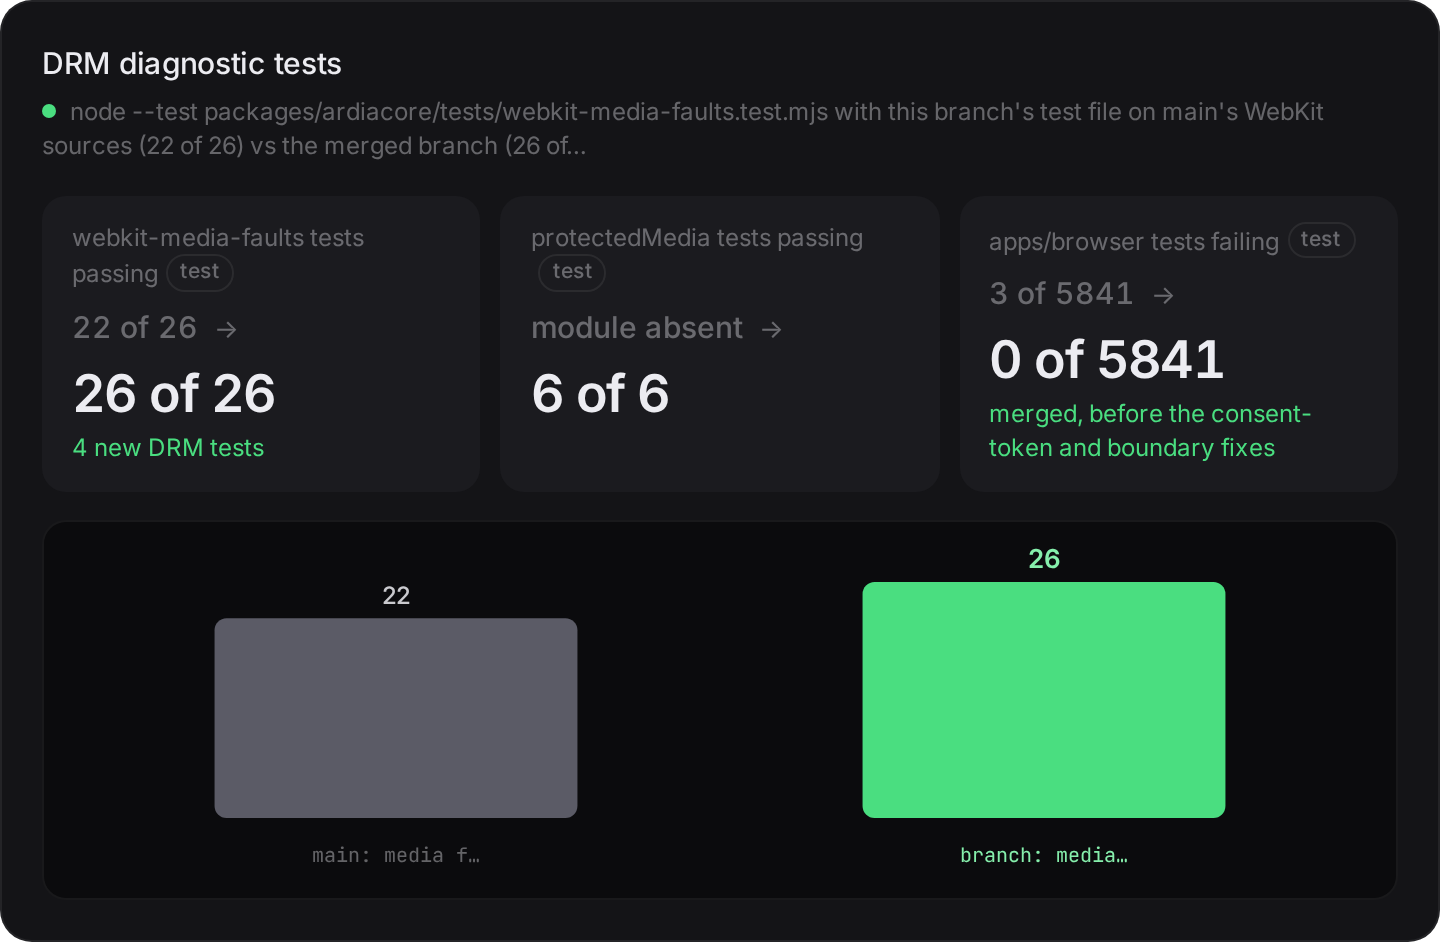 DRM diagnostic tests
node --test packages/ardiacore/tests/webkit-media-faults.test.mjs with this branch's test file on main's WebKit
sources (22 of 26) vs the merged branch (26 of…
webkit-media-faults tests
passing test
22 of 26 →
26 of 26
4 new DRM tests
protectedMedia tests passing
test
module absent →
6 of 6
apps/browser tests failing test
3 of 5841 →
0 of 5841
merged, before the consent-
token and boundary fixes
22
26
main: media f…
branch: media…